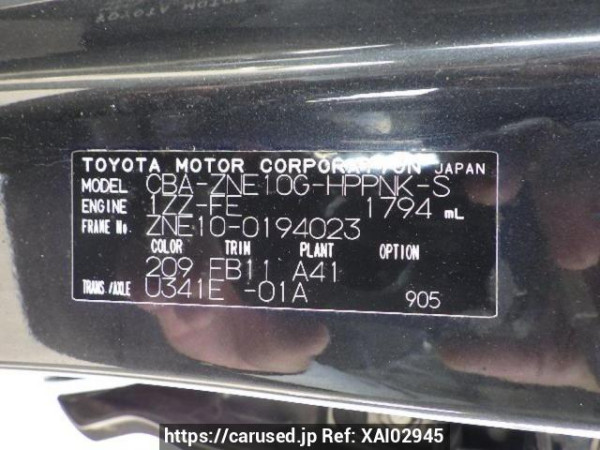 TOYOTA MOTOR CORPORATION JAPAN
MODEL CBA-ZNE10G-HPPNK-S
ENGINE 1ZZ-FE 1794 mL
FRAME No. ZNE10-0194023
COLOR TRIM PLANT OPTION
209 FB11 A41
TRANS/AXLE U341E -01A 905
https://carused.jp Ref: XAI02945